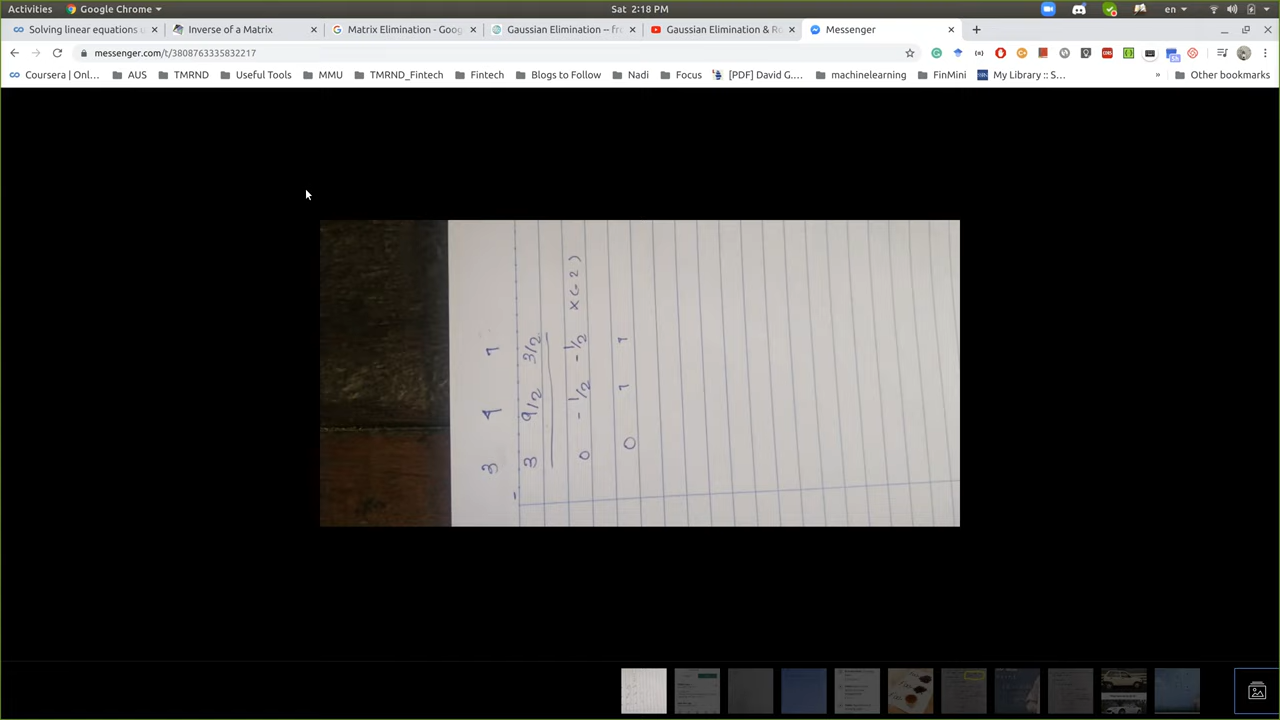 Activities
Google Chrome
Sat 2:18 PM
en
Solving linear equations u
Inverse of a Matrix
Matrix Elimination - Goog
Gaussian Elimination – fr
Gaussian Elimination & Ro
Messenger
messenger.com/t/3808763335832217
Coursera | Onl...
AUS
TMRND
Useful Tools
MMU
TMRND_Fintech
Fintech
Blogs to Follow
Nadi
Focus
[PDF] David G....
machinelearning
FinMini
My Library :: S...
»
Other bookmarks
3 4 1
- 3 9/2 3/2
0 -1/2 -1/2 x(-2)
0 1 1